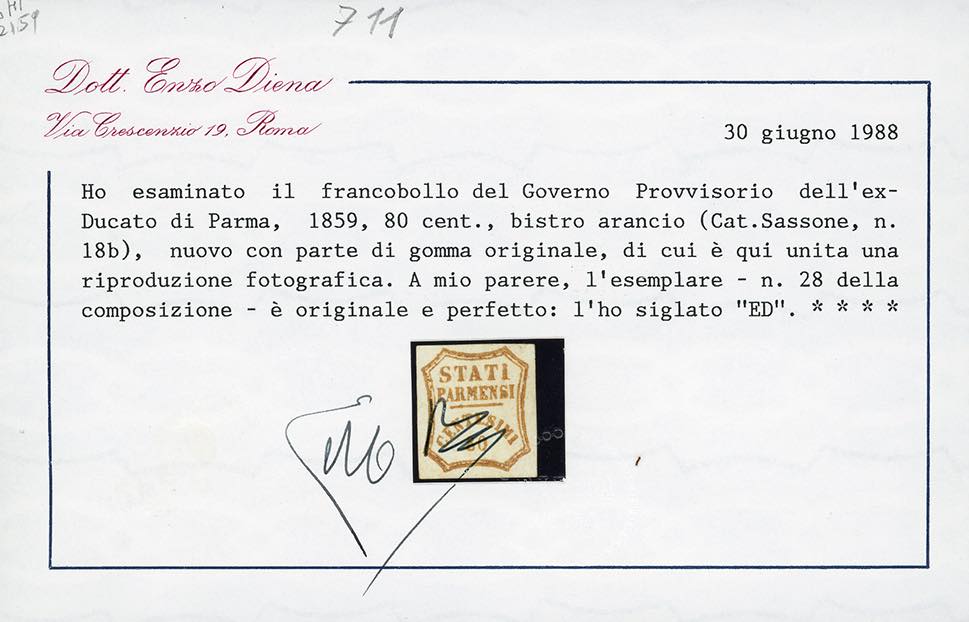 2159
711
Dott. Enzo Diena
Via Crescenzio 19, Roma
30 giugno 1988
Ho esaminato il francobollo del Governo Provvisorio dell'ex-
Ducato di Parma, 1859, 80 cent., bistro arancio (Cat.Sassone, n.
18b), nuovo con parte di gomma originale, di cui è qui unita una
riproduzione fotografica. A mio parere, l'esemplare - n. 28 della
composizione - è originale e perfetto: l'ho siglato "ED". * * * *
STATI
PARMENSI
CENTESIMI
80